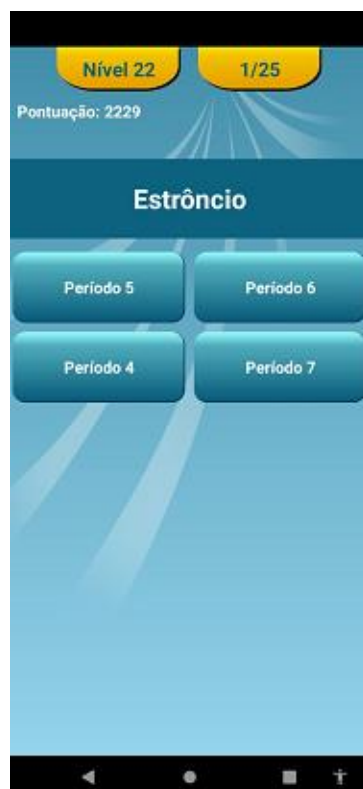 Nível 22
1/25
Pontuação: 2229
Estrôncio
Período 5
Período 6
Período 4
Período 7